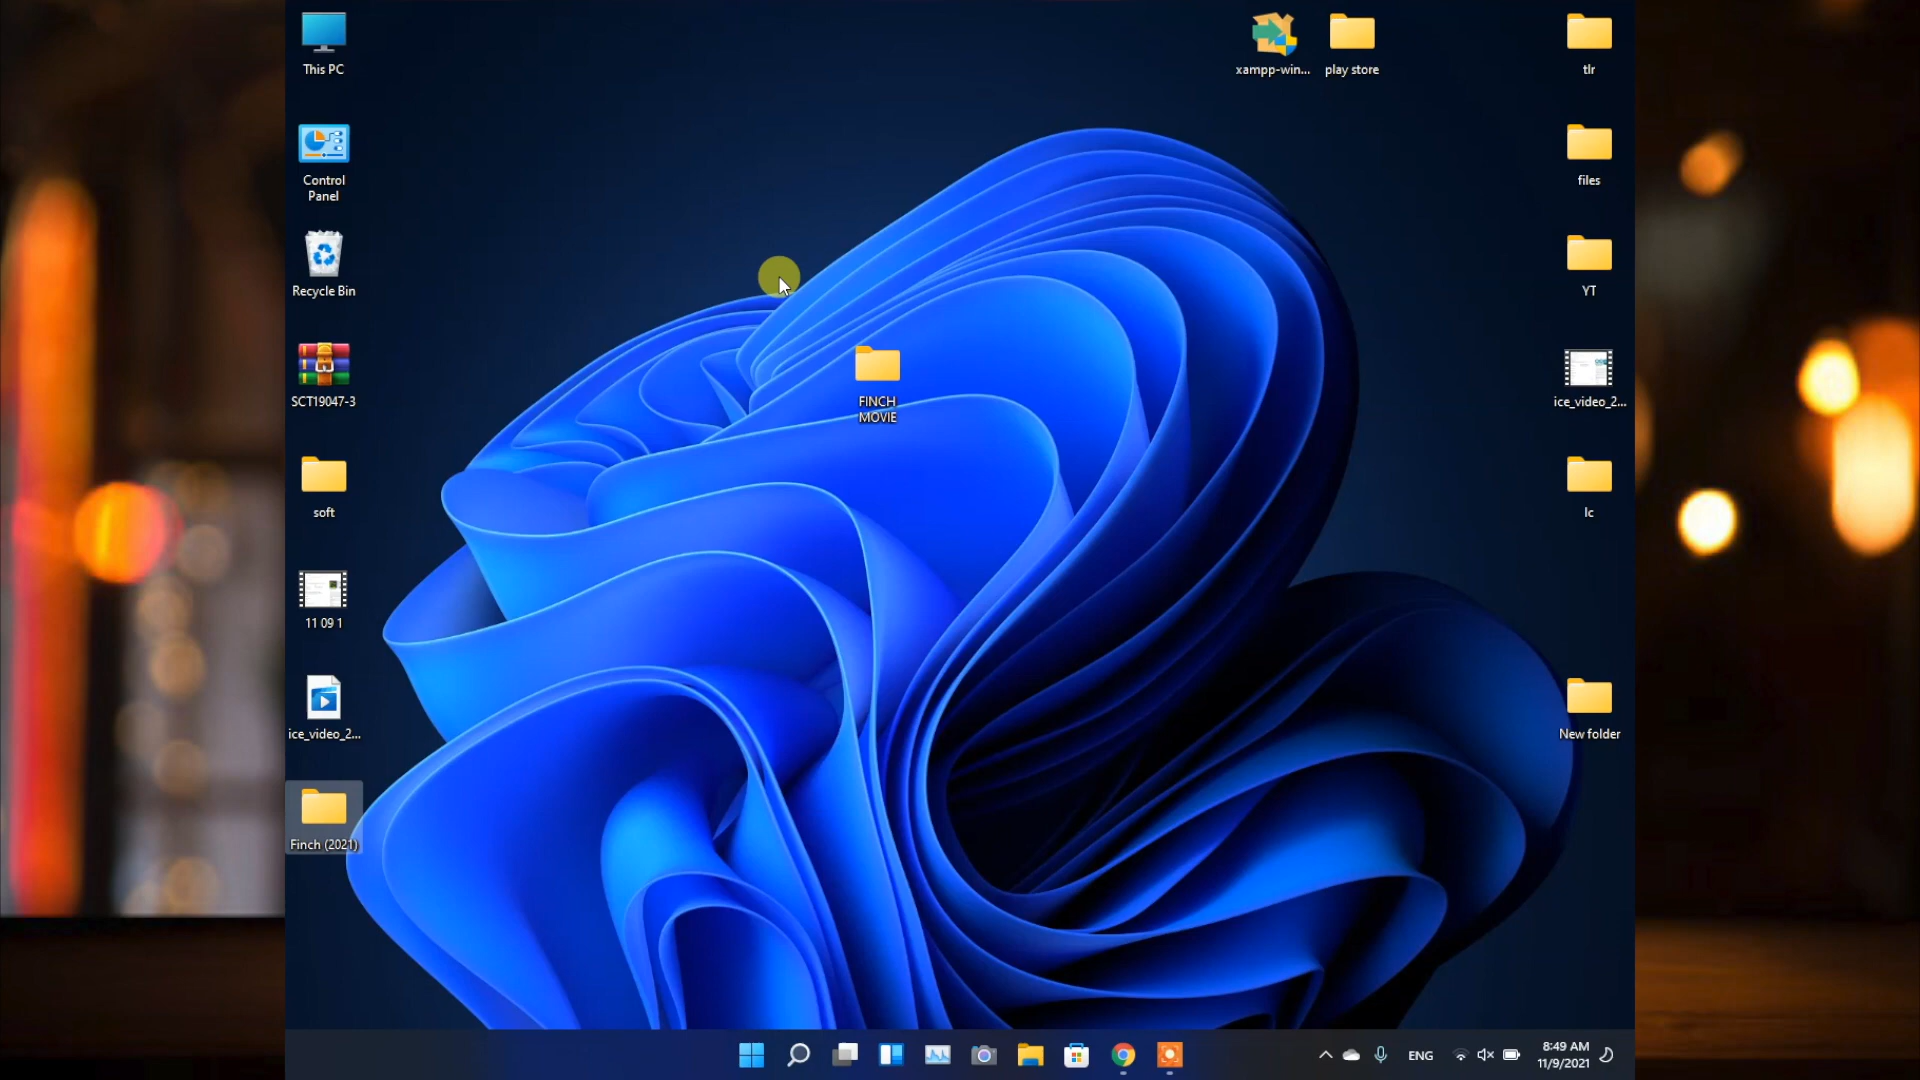 This PC
Control
Panel
Recycle Bin
SCT19047-3
soft
11 09 1
ice_video_2...
Finch (2021)
FINCH
MOVIE
xampp-win...
play store
tlr
files
YT
ice_video_2...
lc
New folder
ENG
8:49 AM
11/9/2021